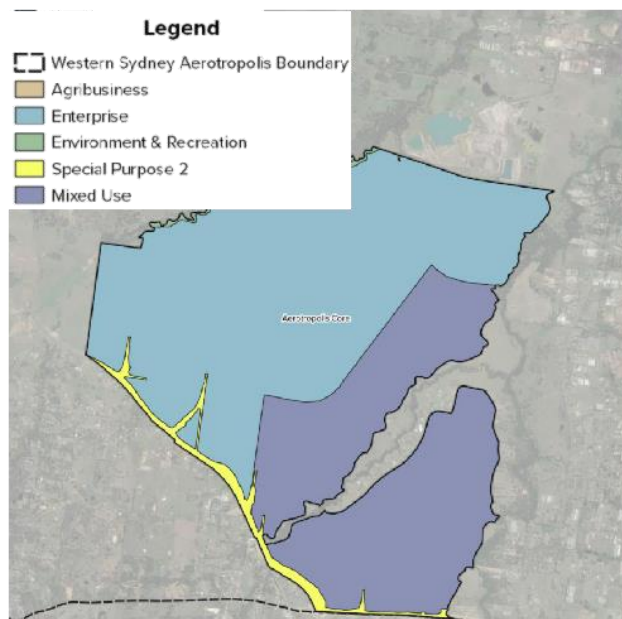 Legend
Western Sydney Aerotropolis Boundary
Agribusiness
Enterprise
Environment & Recreation
Special Purpose 2
Mixed Use
Aerotropolis Core